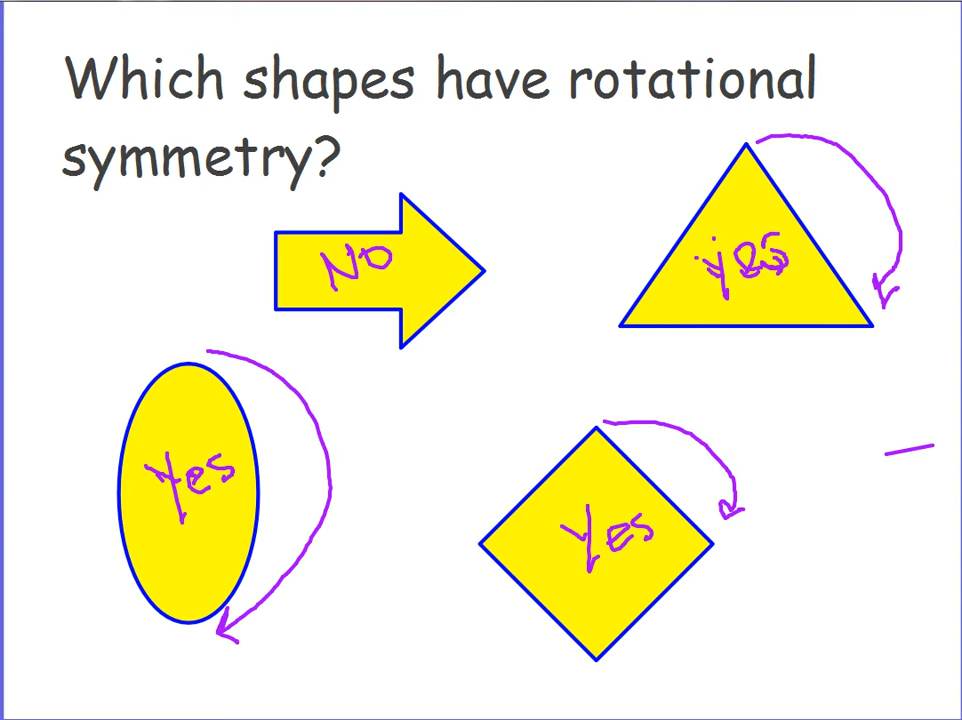 Which shapes have rotational
symmetry?
No
yes
Yes
Yes